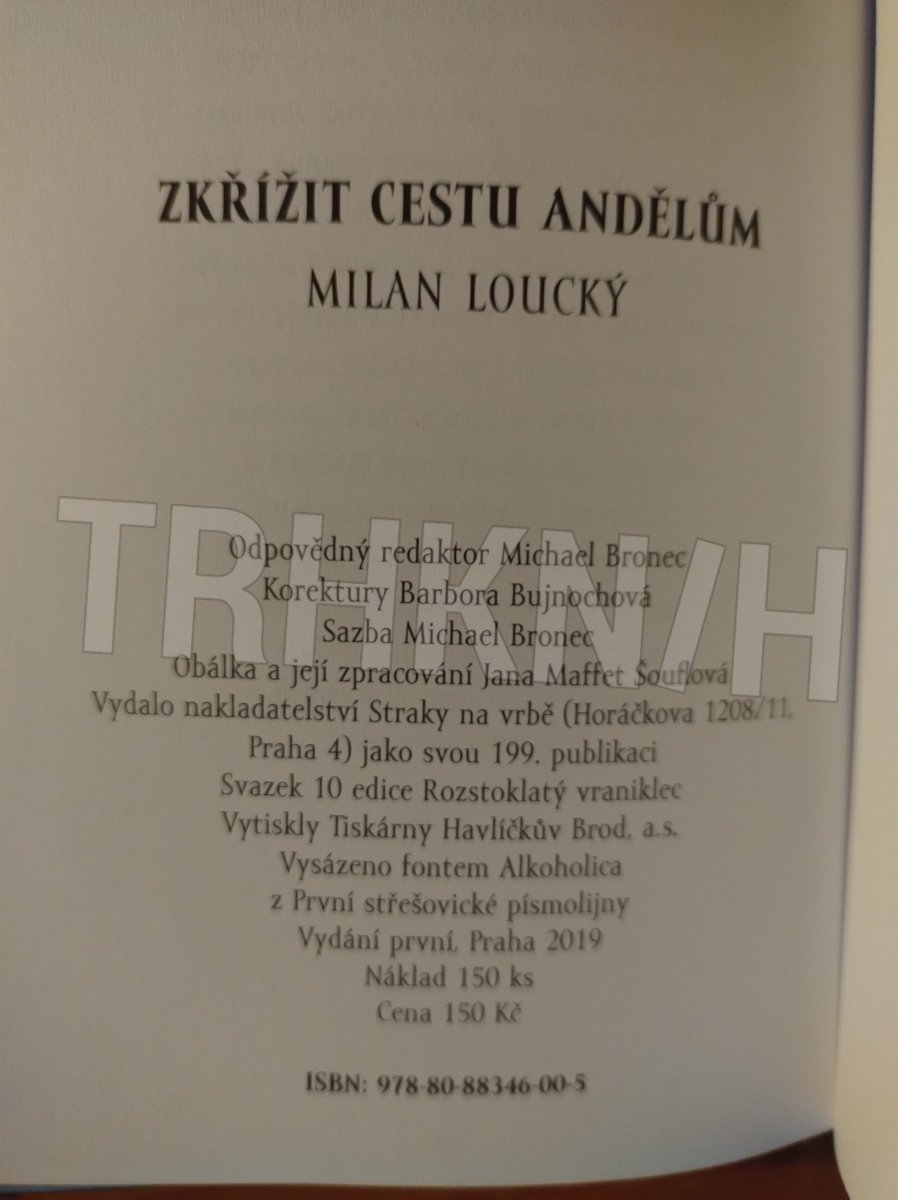 ZKŘÍŽIT CESTU ANDĚLŮM
MILAN LOUCKÝ
TRHKN/H
Odpovědný redaktor Michael Bronec
Korektury Barbora Bujnochová
Sazba Michael Bronec
Obálka a její zpracování Jana Maffet Šouflová
Vydalo nakladatelství Straky na vrbě (Horáčkova 1208/11,
Praha 4) jako svou 199. publikaci
Svazek 10 edice Rozstoklatý vraniklec
Vytiskly Tiskárny Havlíčkův Brod, a.s.
Vysázeno fontem Alkoholica
z První střešovické písmolijny
Vydání první, Praha 2019
Náklad 150 ks
Cena 150 Kč
ISBN: 978-80-88346-00-5